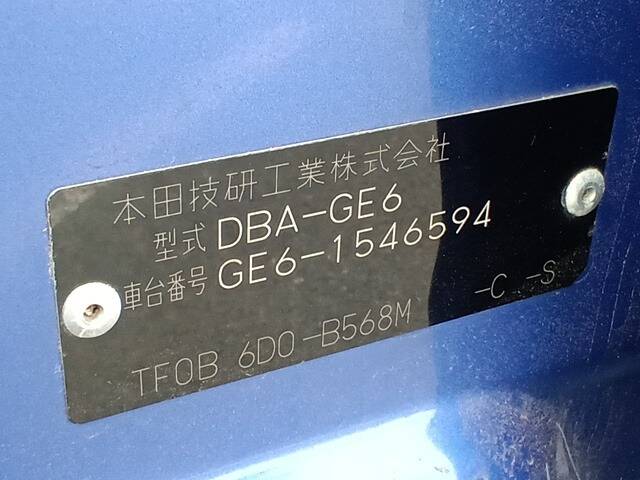 本田技研工業株式会社
型式 DBA-GE6
車台番号 GE6-1546594
TF0B 6D0-B568M -C -S